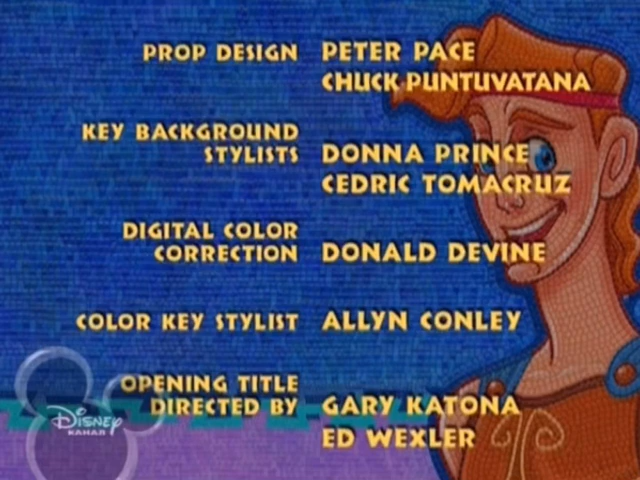 PROP DESIGN PETER PACE
CHUCK PUNTUVATANA
KEY BACKGROUND
STYLISTS DONNA PRINCE
CEDRIC TOMACRUZ
DIGITAL COLOR
CORRECTION DONALD DEVINE
COLOR KEY STYLIST ALLYN CONLEY
OPENING TITLE
DIRECTED BY GARY KATONA
ED WEXLER
DISNEY
КАНАЛ